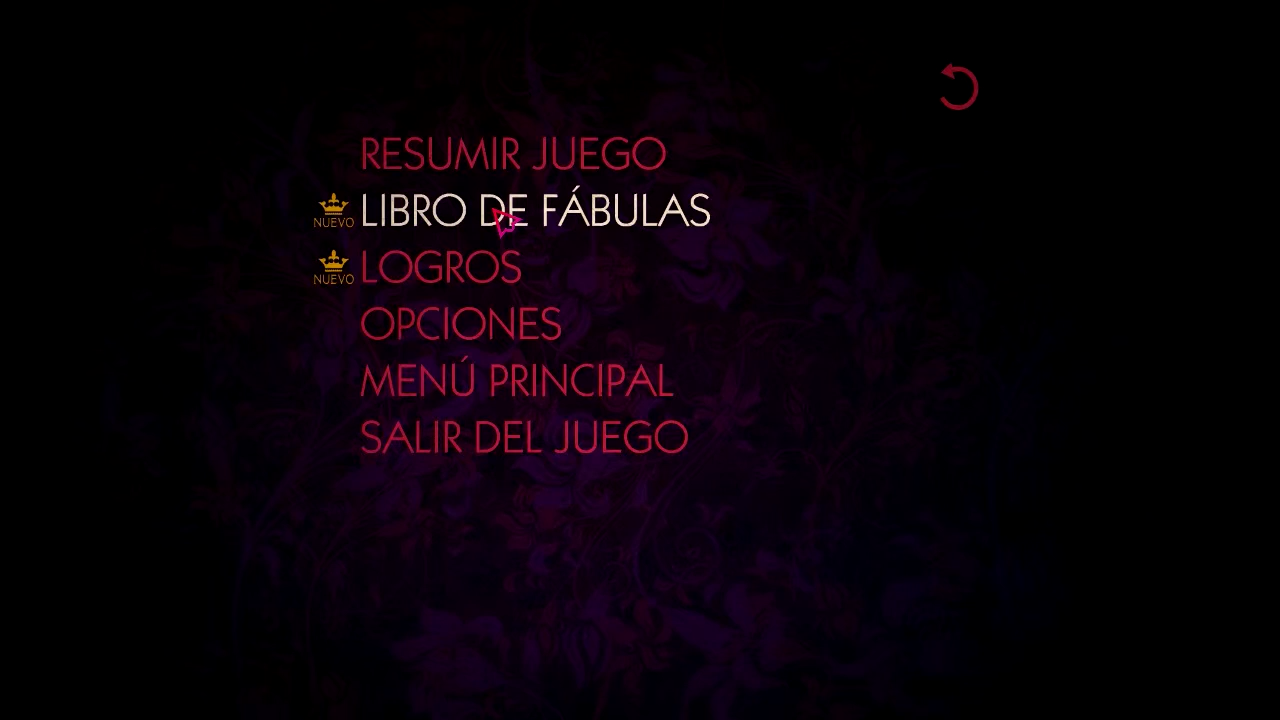 RESUMIR JUEGO
NUEVO LIBRO DE FÁBULAS
NUEVO LOGROS
OPCIONES
MENÚ PRINCIPAL
SALIR DEL JUEGO